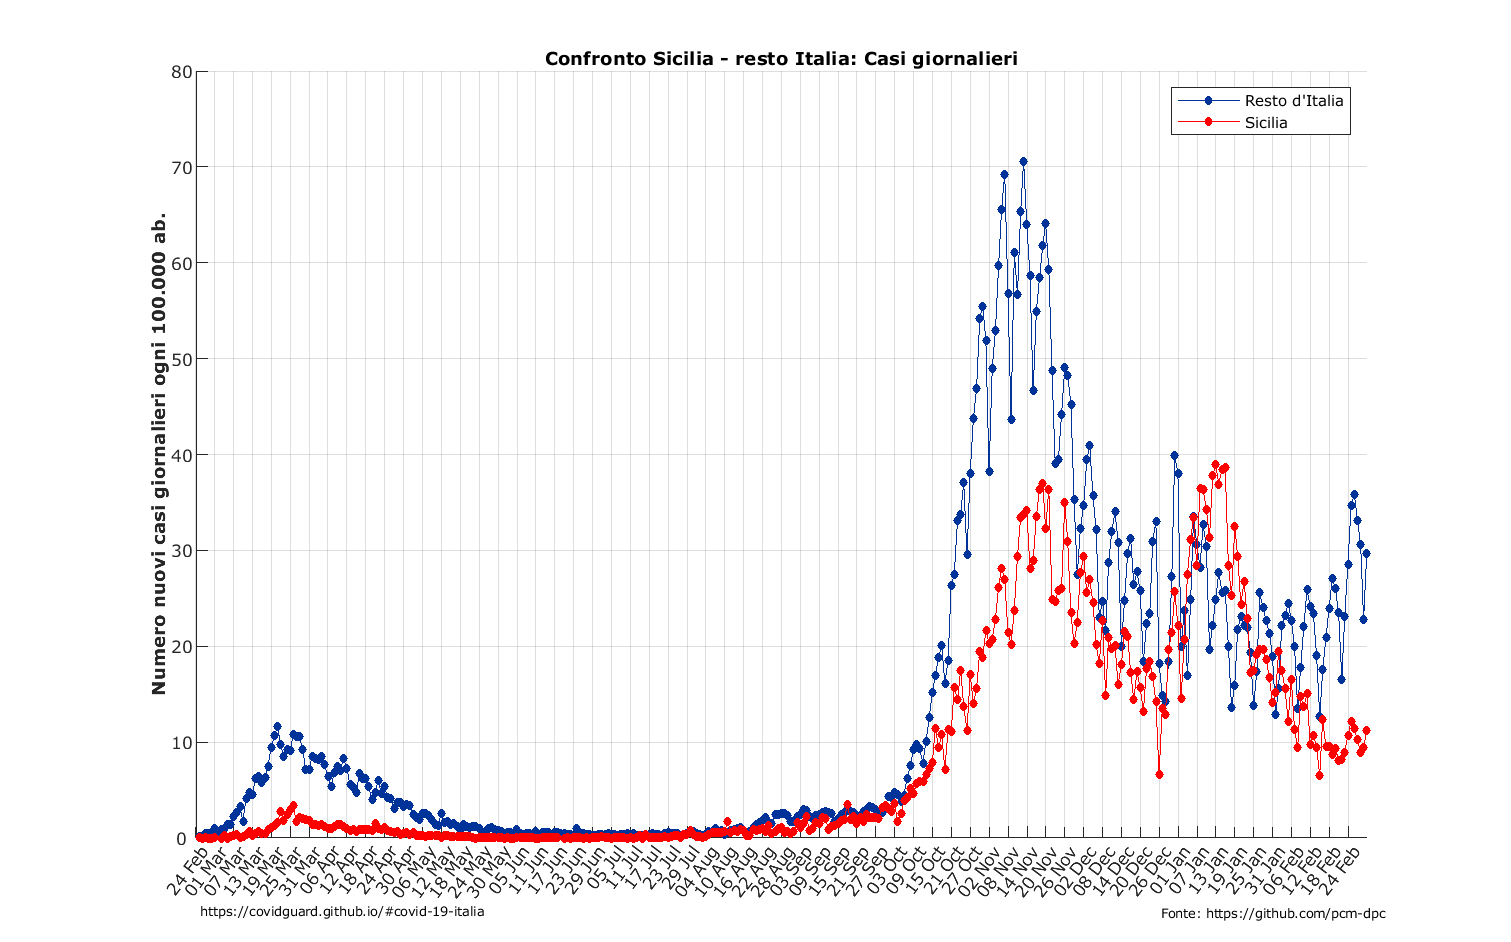 Confronto Sicilia - resto Italia: Casi giornalieri
Numero nuovi casi giornalieri ogni 100.000 ab.
80
70
60
50
40
30
20
10
0
Resto d'Italia
Sicilia
24 Feb
01 Mar
07 Mar
13 Mar
19 Mar
25 Mar
31 Mar
06 Apr
12 Apr
18 Apr
24 Apr
30 Apr
06 May
12 May
18 May
24 May
30 May
05 Jun
11 Jun
17 Jun
23 Jun
29 Jun
05 Jul
11 Jul
17 Jul
23 Jul
29 Jul
04 Aug
10 Aug
16 Aug
22 Aug
28 Aug
03 Sep
09 Sep
15 Sep
21 Sep
27 Sep
03 Oct
09 Oct
15 Oct
21 Oct
27 Oct
02 Nov
08 Nov
14 Nov
20 Nov
26 Nov
02 Dec
08 Dec
14 Dec
20 Dec
26 Dec
01 Jan
07 Jan
13 Jan
19 Jan
25 Jan
31 Jan
06 Feb
12 Feb
18 Feb
24 Feb
https://covidguard.github.io/#covid-19-italia
Fonte: https://github.com/pcm-dpc